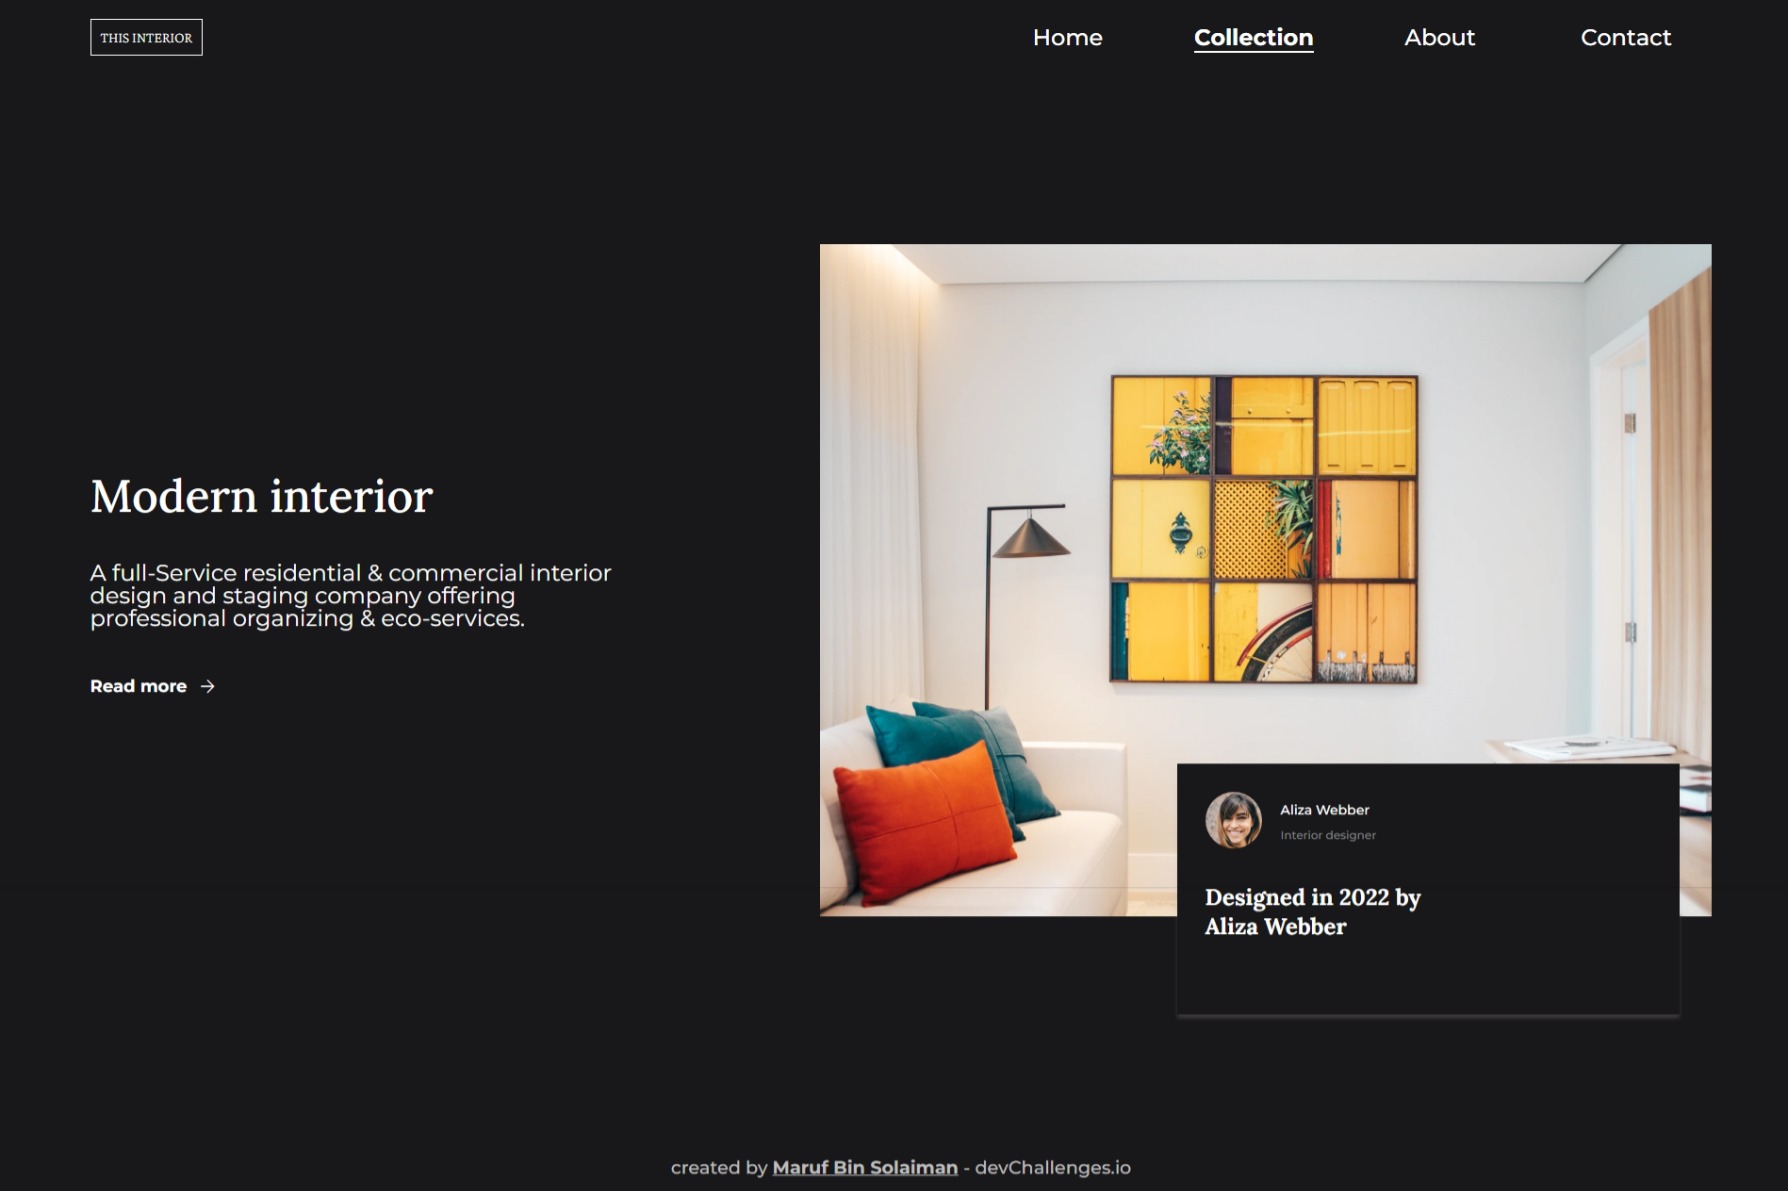 THIS INTERIOR
Home
Collection
About
Contact
Modern interior
A full-Service residential & commercial interior
design and staging company offering
professional organizing & eco-services.
Read more →
Aliza Webber
Interior designer
Designed in 2022 by
Aliza Webber
created by Maruf Bin Solaiman - devChallenges.io